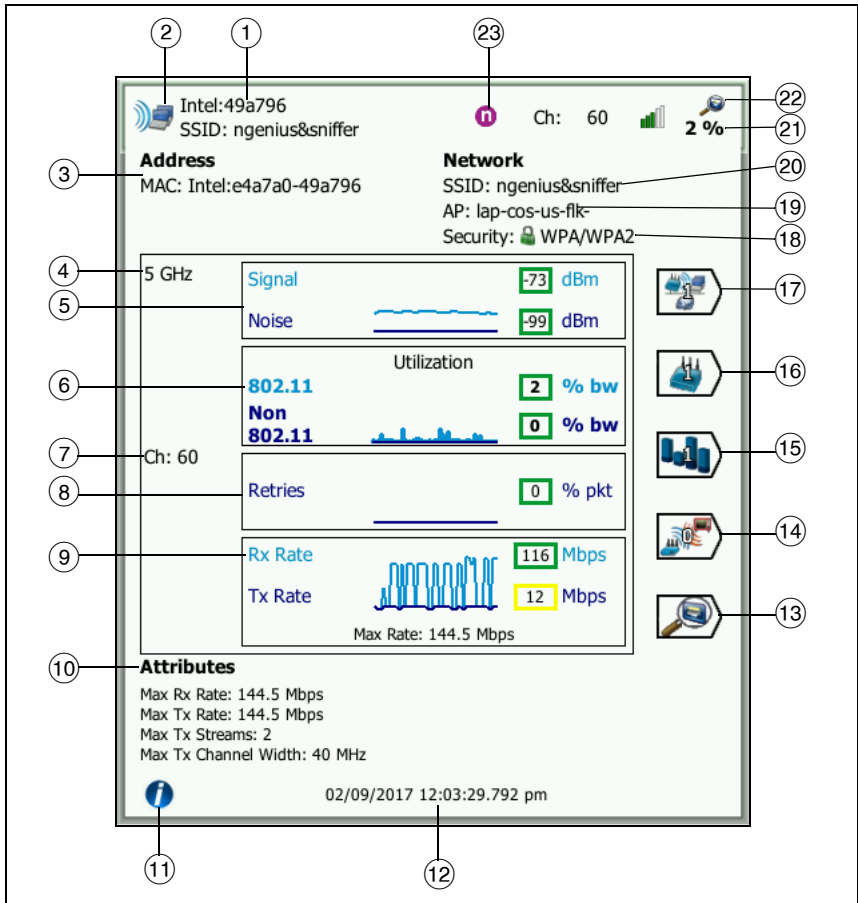 2 1 23
Intel:49a796
SSID: ngenius&sniffer
n Ch: 60
22
2 % 21
Address Network
3 MAC: Intel:e4a7a0-49a796 SSID: ngenius&sniffer 20
AP: lap-cos-us-flk- 19
Security: WPA/WPA2 18
4 5 GHz Signal -73 dBm 1 17
5 Noise -99 dBm
Utilization
6 802.11 2 % bw 1 16
Non
802.11 0 % bw
7 Ch: 60 1 15
8 Retries 0 % pkt
0 14
9 Rx Rate 116 Mbps
Tx Rate 12 Mbps 13
Max Rate: 144.5 Mbps
10 Attributes
Max Rx Rate: 144.5 Mbps
Max Tx Rate: 144.5 Mbps
Max Tx Streams: 2
Max Tx Channel Width: 40 MHz
i 02/09/2017 12:03:29.792 pm
11 12